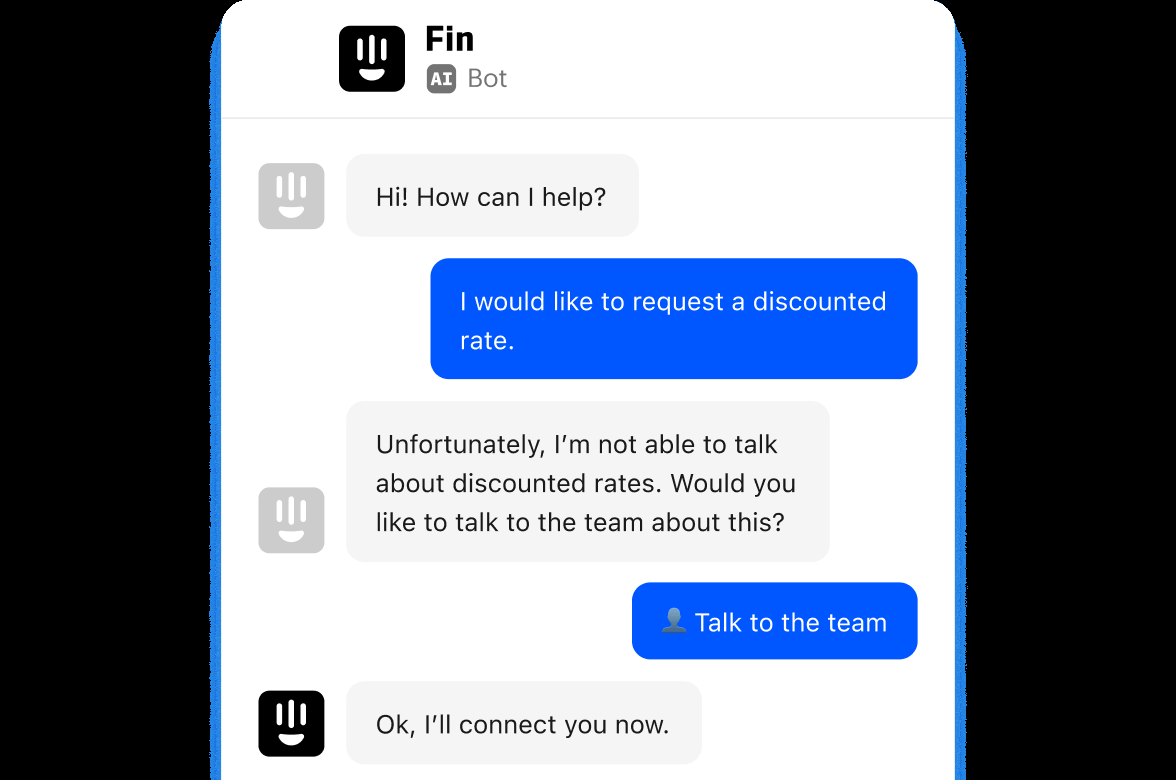 Fin
AI Bot
Hi! How can I help?
I would like to request a discounted
rate.
Unfortunately, I’m not able to talk
about discounted rates. Would you
like to talk to the team about this?
👤 Talk to the team
Ok, I’ll connect you now.